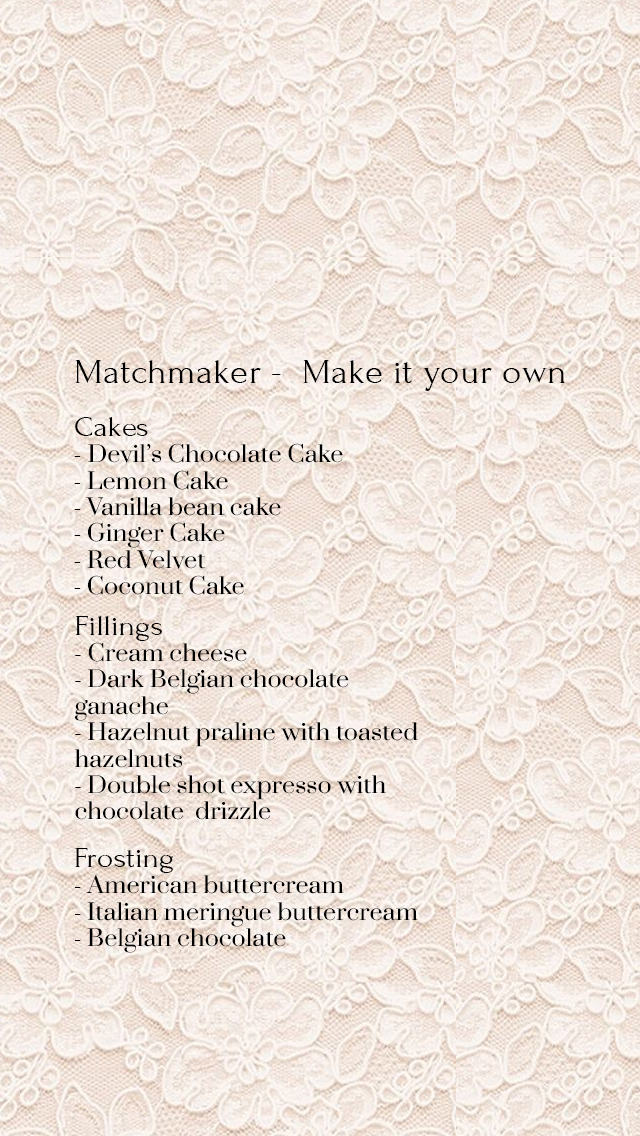 Matchmaker -  Make it your own
Cakes
- Devil’s Chocolate Cake
- Lemon Cake
- Vanilla bean cake
- Ginger Cake
- Red Velvet
- Coconut Cake
Fillings
- Cream cheese
- Dark Belgian chocolate
ganache
- Hazelnut praline with toasted
hazelnuts
- Double shot expresso with
chocolate  drizzle
Frosting
- American buttercream
- Italian meringue buttercream
- Belgian chocolate